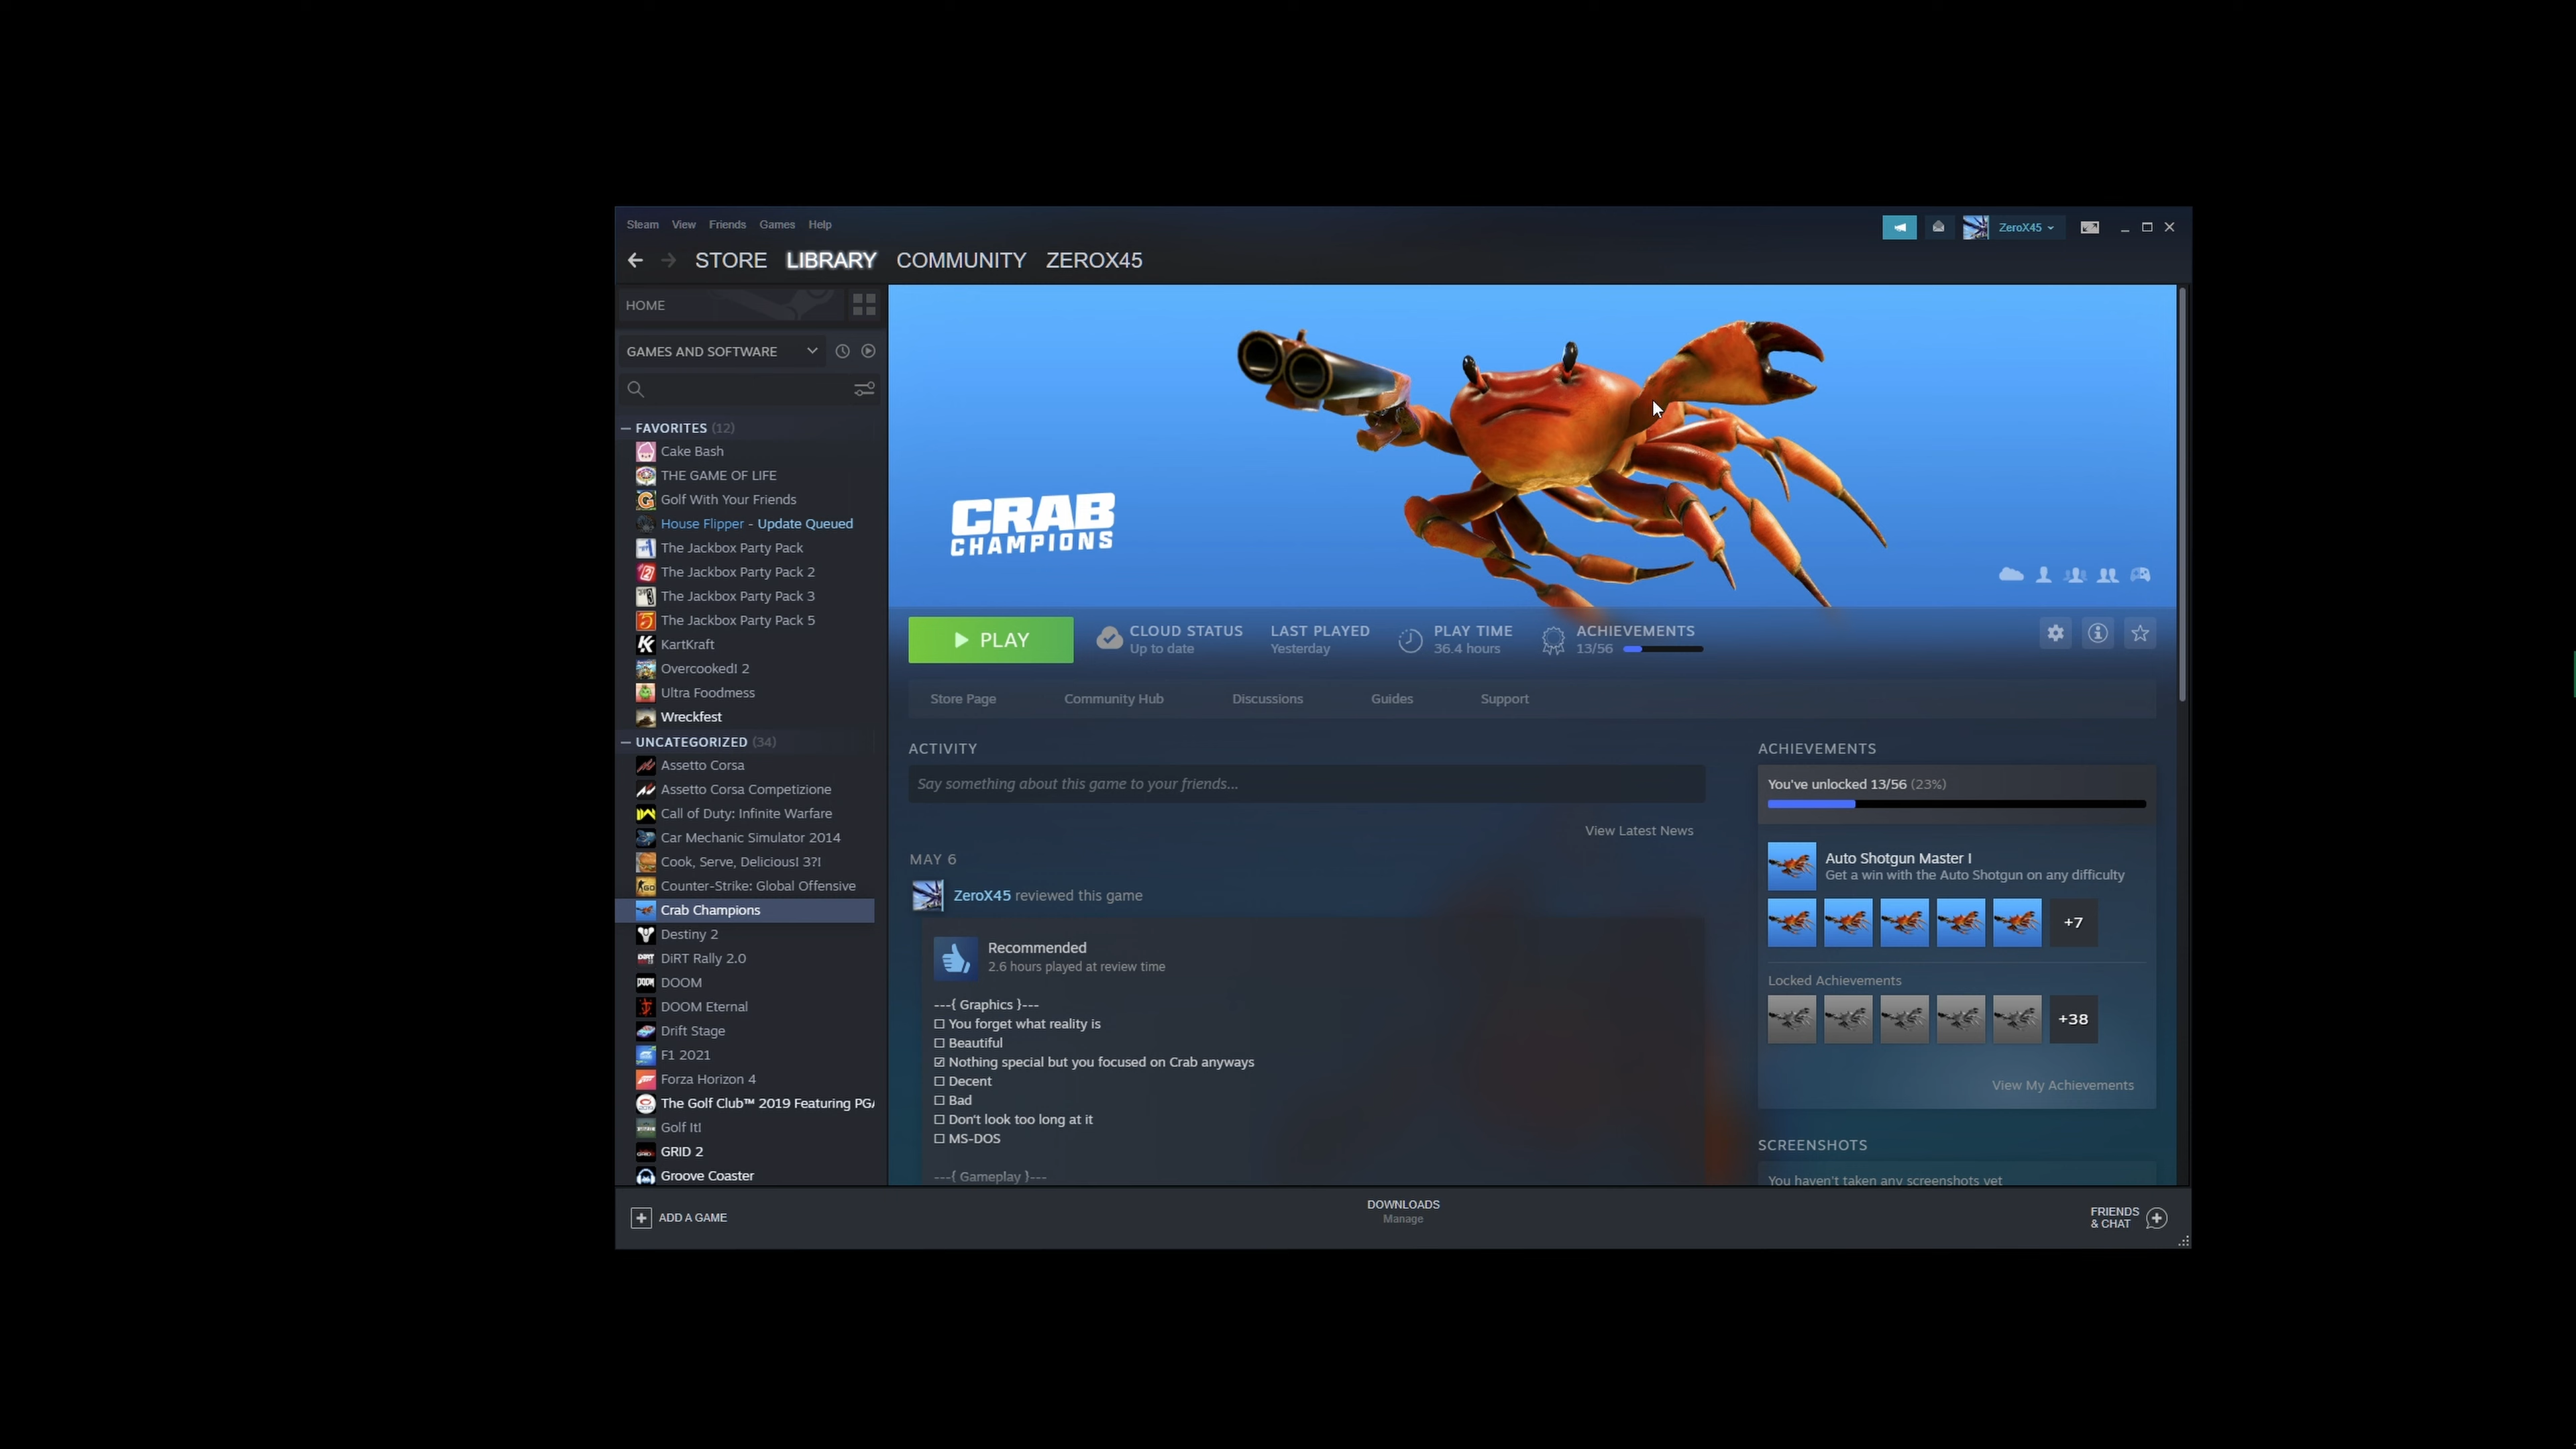 Steam View Friends Games Help
ZeroX45
STORE LIBRARY COMMUNITY ZEROX45
HOME
GAMES AND SOFTWARE
FAVORITES (12)
Cake Bash
THE GAME OF LIFE
Golf With Your Friends
House Flipper - Update Queued
The Jackbox Party Pack
The Jackbox Party Pack 2
The Jackbox Party Pack 3
The Jackbox Party Pack 5
KartKraft
Overcooked! 2
Ultra Foodmess
Wreckfest
UNCATEGORIZED (34)
Assetto Corsa
Assetto Corsa Competizione
Call of Duty: Infinite Warfare
Car Mechanic Simulator 2014
Cook, Serve, Delicious! 3?!
Counter-Strike: Global Offensive
Crab Champions
Destiny 2
DiRT Rally 2.0
DOOM
DOOM Eternal
Drift Stage
F1 2021
Forza Horizon 4
The Golf Club™ 2019 Featuring PGA
Golf It!
GRID 2
Groove Coaster
CRAB
CHAMPIONS
PLAY
CLOUD STATUS
Up to date
LAST PLAYED
Yesterday
PLAY TIME
36.4 hours
ACHIEVEMENTS
13/56
Store Page Community Hub Discussions Guides Support
ACTIVITY
Say something about this game to your friends...
View Latest News
MAY 6
ZeroX45 reviewed this game
Recommended
2.6 hours played at review time
---{ Graphics }---
☐ You forget what reality is
☐ Beautiful
☑ Nothing special but you focused on Crab anyways
☐ Decent
☐ Bad
☐ Don't look too long at it
☐ MS-DOS
---{ Gameplay }---
ACHIEVEMENTS
You've unlocked 13/56 (23%)
Auto Shotgun Master I
Get a win with the Auto Shotgun on any difficulty
+7
Locked Achievements
+38
View My Achievements
SCREENSHOTS
You haven't taken any screenshots yet
ADD A GAME
DOWNLOADS
Manage
FRIENDS
& CHAT